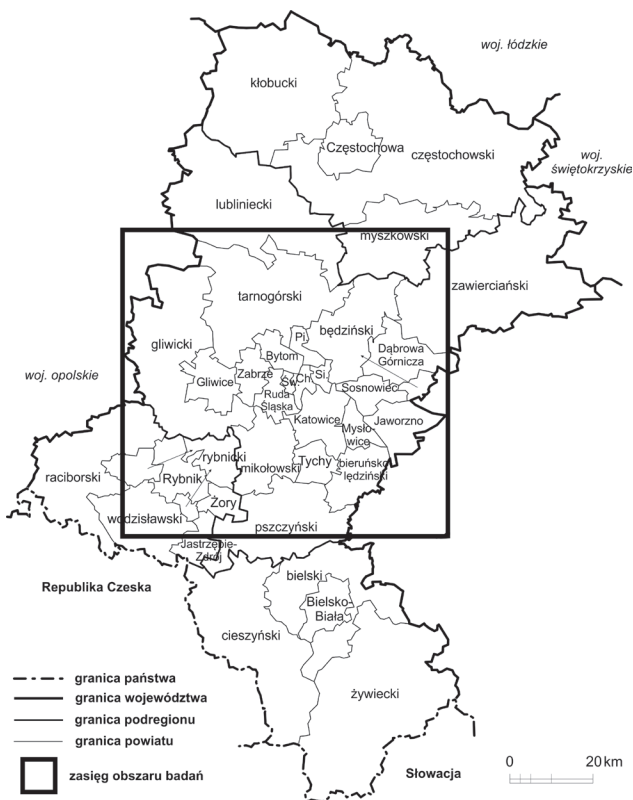 woj. łódzkie
kłobucki
Częstochowa
częstochowski
woj.
świętokrzyskie
lubliniecki
myszkowski
zawierciański
tarnogórski
będziński
gliwicki
Pi.
Bytom
Dąbrowa
Górnicza
woj. opolskie
Gliwice
Zabrze
Św.
Ch.
Si.
Sosnowiec
Ruda
Śląska
Katowice
Mysło-
wice
Jaworzno
raciborski
rybnicki
Rybnik
mikołowski
Tychy
bieruńsko-
lędziński
Żory
wodzisławski
pszczyński
Jastrzębie-
Zdrój
Republika Czeska
bielski
Bielsko-
Biała
cieszyński
żywiecki
granica państwa
granica województwa
granica podregionu
granica powiatu
zasięg obszaru badań
Słowacja
0 20 km